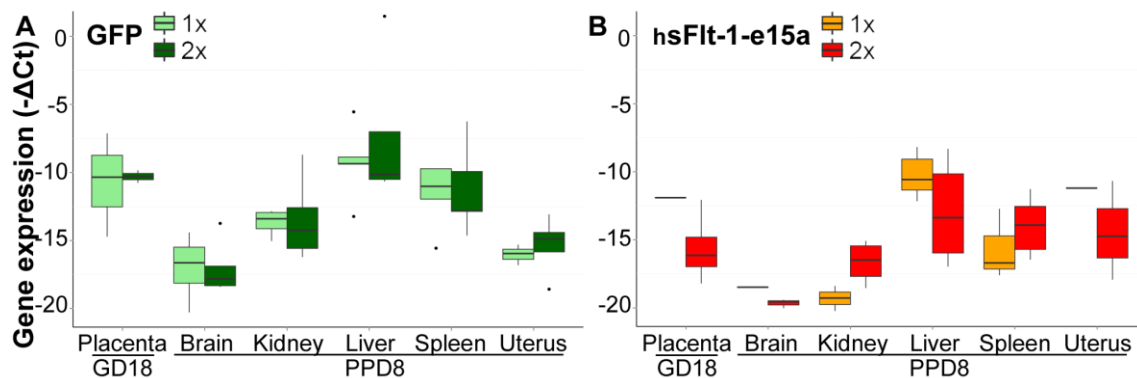 A
GFP
1x
2x
Gene expression (-ΔCt)
0
-5
-10
-15
-20
Placenta Brain Kidney Liver Spleen Uterus
GD18 PPD8
B
hsFlt-1-e15a
1x
2x
0
-5
-10
-15
-20
Placenta Brain Kidney Liver Spleen Uterus
GD18 PPD8